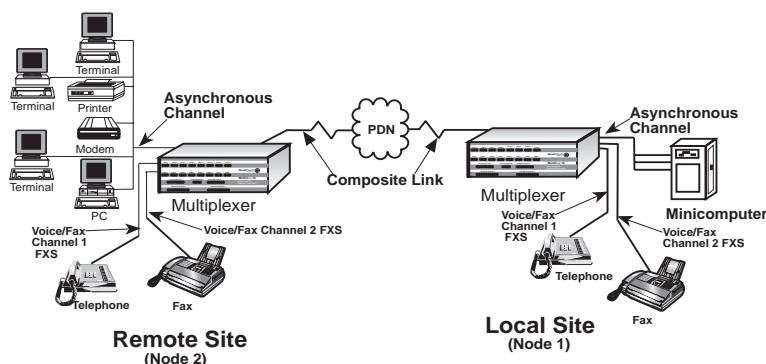 Terminal
Terminal
Printer
Asynchronous
Channel
Modem
Terminal
PC
Multiplexer
Composite Link
PDN
Asynchronous
Channel
Multiplexer
Minicomputer
Voice/Fax
Channel 1
FXS
Voice/Fax Channel 2 FXS
Telephone
Fax
Voice/Fax
Channel 1
FXS
Voice/Fax
Channel 2 FXS
Telephone
Fax
Remote Site
(Node 2)
Local Site
(Node 1)